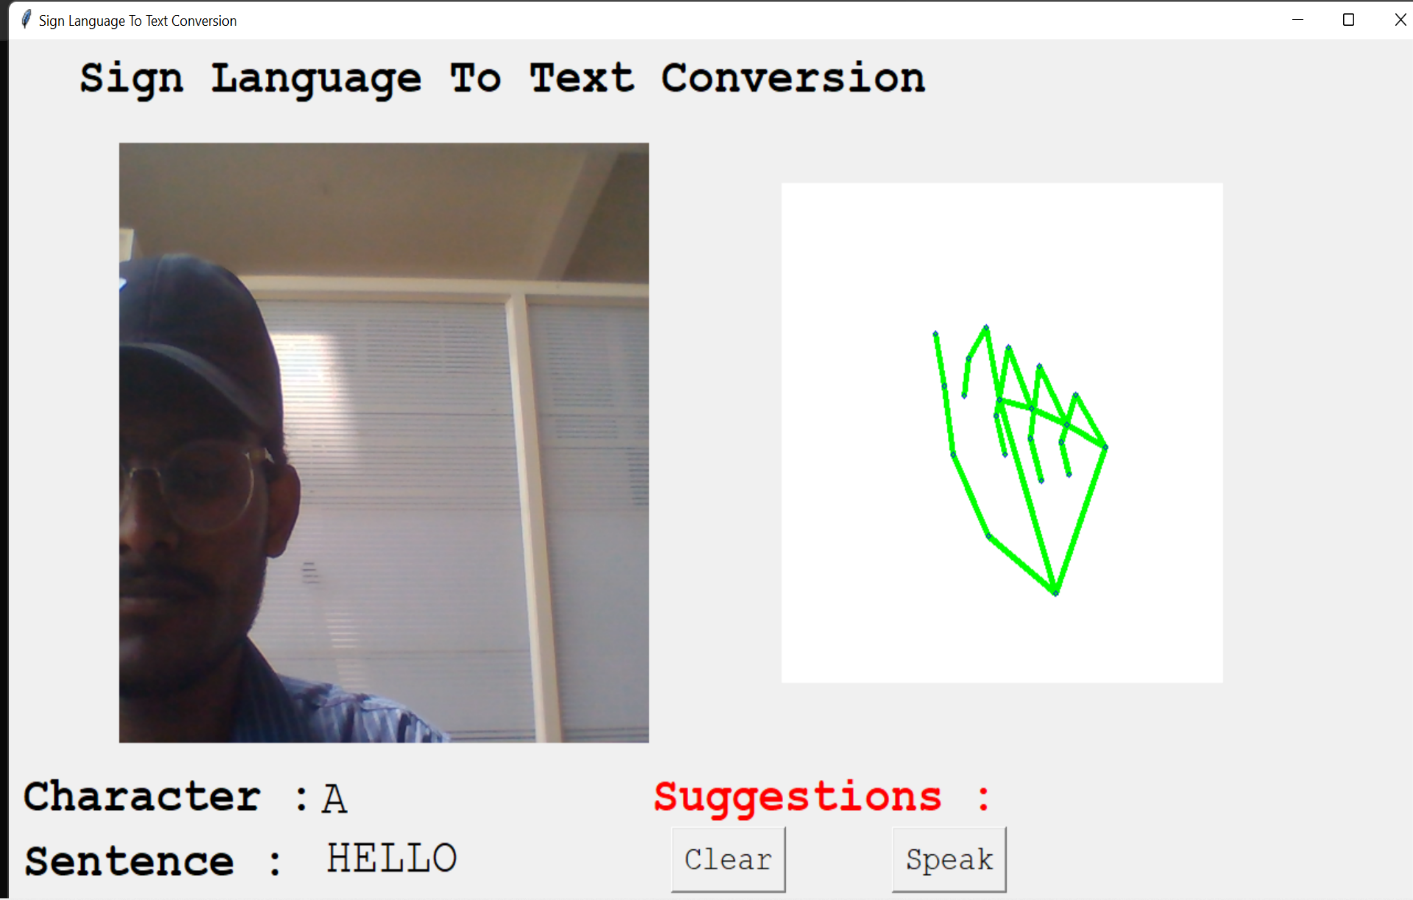 Sign Language To Text Conversion
Sign Language To Text Conversion
Character : A
Suggestions :
Sentence : HELLO
Clear
Speak